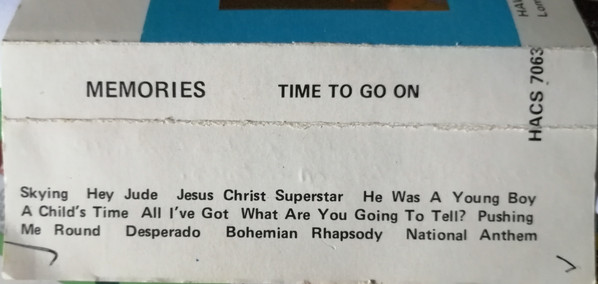 MEMORIES TIME TO GO ON
HACS 7063
Skying Hey Jude Jesus Christ Superstar He Was A Young Boy
A Child's Time All I've Got What Are You Going To Tell? Pushing
Me Round Desperado Bohemian Rhapsody National Anthem